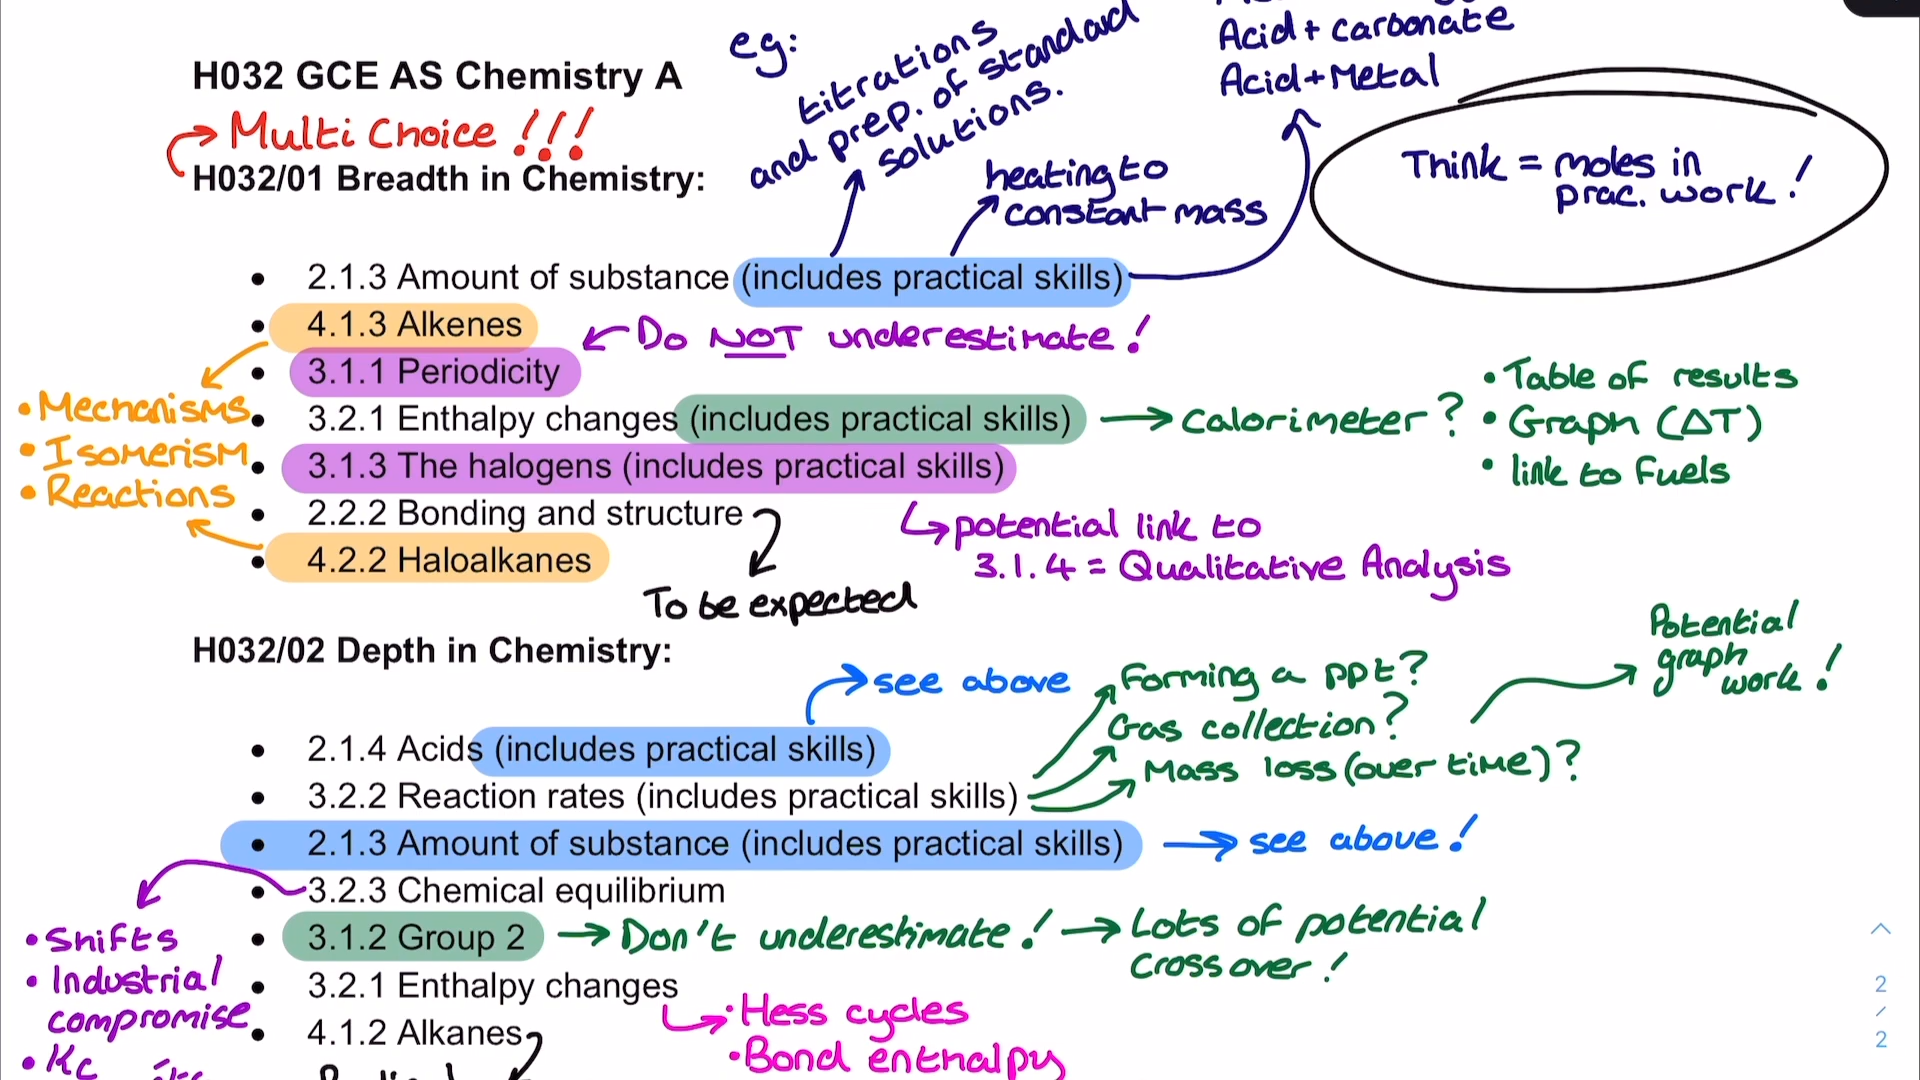 eg:
titrations
and prep. of standard
solutions.
Acid + carbonate
Acid + Metal
H032 GCE AS Chemistry A
Multi Choice !!!
H032/01 Breadth in Chemistry:
heating to
constant mass
Think = moles in
prac. work !
• 2.1.3 Amount of substance (includes practical skills)
• 4.1.3 Alkenes
Do NOT underestimate !
• 3.1.1 Periodicity
• Mechanisms
• Isomerism
• Reactions
• 3.2.1 Enthalpy changes (includes practical skills)
Calorimeter ?
• Table of results
• Graph (ΔT)
• link to Fuels
• 3.1.3 The halogens (includes practical skills)
potential link to
3.1.4 = Qualitative Analysis
• 2.2.2 Bonding and structure
To be expected
• 4.2.2 Haloalkanes
H032/02 Depth in Chemistry:
see above
Forming a ppt?
Gas collection?
Mass loss (over time)?
Potential
graph
work !
• 2.1.4 Acids (includes practical skills)
• 3.2.2 Reaction rates (includes practical skills)
• 2.1.3 Amount of substance (includes practical skills)
see above !
• 3.2.3 Chemical equilibrium
• Shifts
• Industrial
compromise
• Kc
• 3.1.2 Group 2
Don't underestimate !
Lots of potential
crossover !
• 3.2.1 Enthalpy changes
• Hess cycles
• Bond enthalpy
• 4.1.2 Alkanes
2
/
2